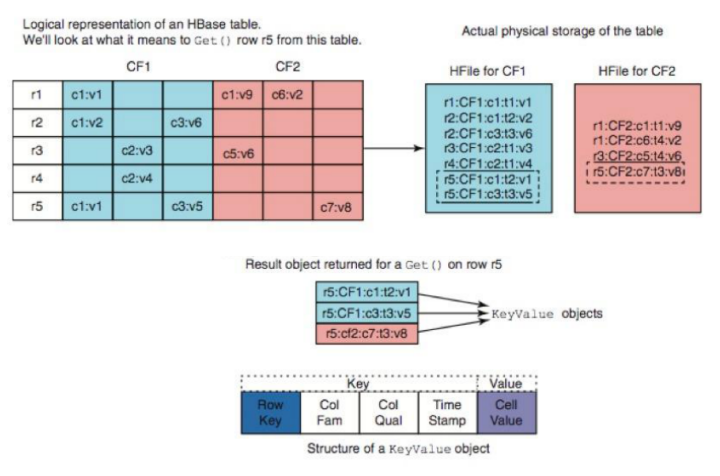 Logical representation of an HBase table.
We'll look at what it means to Get() row r5 from this table.
CF1 CF2
r1 c1:v1 c1:v9 c6:v2
r2 c1:v2 c3:v6
r3 c2:v3 c5:v6
r4 c2:v4
r5 c1:v1 c3:v5 c7:v8
Actual physical storage of the table
HFile for CF1
r1:CF1:c1:t1:v1
r2:CF1:c1:t2:v2
r2:CF1:c3:t3:v6
r3:CF1:c2:t1:v3
r4:CF1:c2:t1:v4
r5:CF1:c1:t2:v1
r5:CF1:c3:t3:v5
HFile for CF2
r1:CF2:c1:t1:v9
r1:CF2:c6:t4:v2
r3:CF2:c5:t4:v6
r5:CF2:c7:t3:v8
Result object returned for a Get() on row r5
r5:CF1:c1:t2:v1
r5:CF1:c3:t3:v5
r5:cf2:c7:t3:v8
KeyValue objects
Key Value
Row Key
Col Fam
Col Qual
Time Stamp
Cell Value
Structure of a KeyValue object